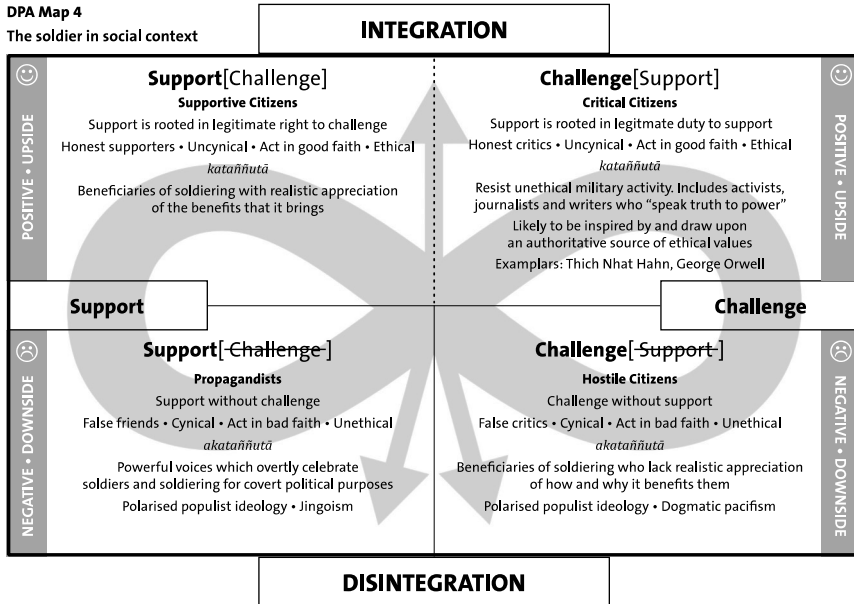 DPA Map 4
The soldier in social context
INTEGRATION
POSITIVE • UPSIDE
Support[Challenge]
Supportive Citizens
Support is rooted in legitimate right to challenge
Honest supporters • Uncynical • Act in good faith • Ethical
kataññutā
Beneficiaries of soldiering with realistic appreciation
of the benefits that it brings
Challenge[Support]
Critical Citizens
Support is rooted in legitmate duty to support
Honest critics • Uncynical • Act in good faith • Ethical
kataññutā
Resist unethical military activity. Includes activists,
journalists and writers who “speak truth to power”
Likely to be inspired by and draw upon
an authoritative source of ethical values
Examplars: Thich Nhat Hahn, George Orwell
POSITIVE • UPSIDE
Support
Challenge
NEGATIVE • DOWNSIDE
Support[ Challenge ]
Propagandists
Support without challenge
False friends • Cynical • Act in bad faith • Unethical
akataññutā
Powerful voices which overtly celebrate
soldiers and soldiering for covert political purposes
Polarised populist ideology • Jingoism
Challenge[ Support ]
Hostile Citizens
Challenge without support
False critics • Cynical • Act in bad faith • Unethical
akataññutā
Beneficiaries of soldiering who lack realistic appreciation
of how and why it benefits them
Polarised populist ideology • Dogmatic pacifism
NEGATIVE • DOWNSIDE
DISINTEGRATION